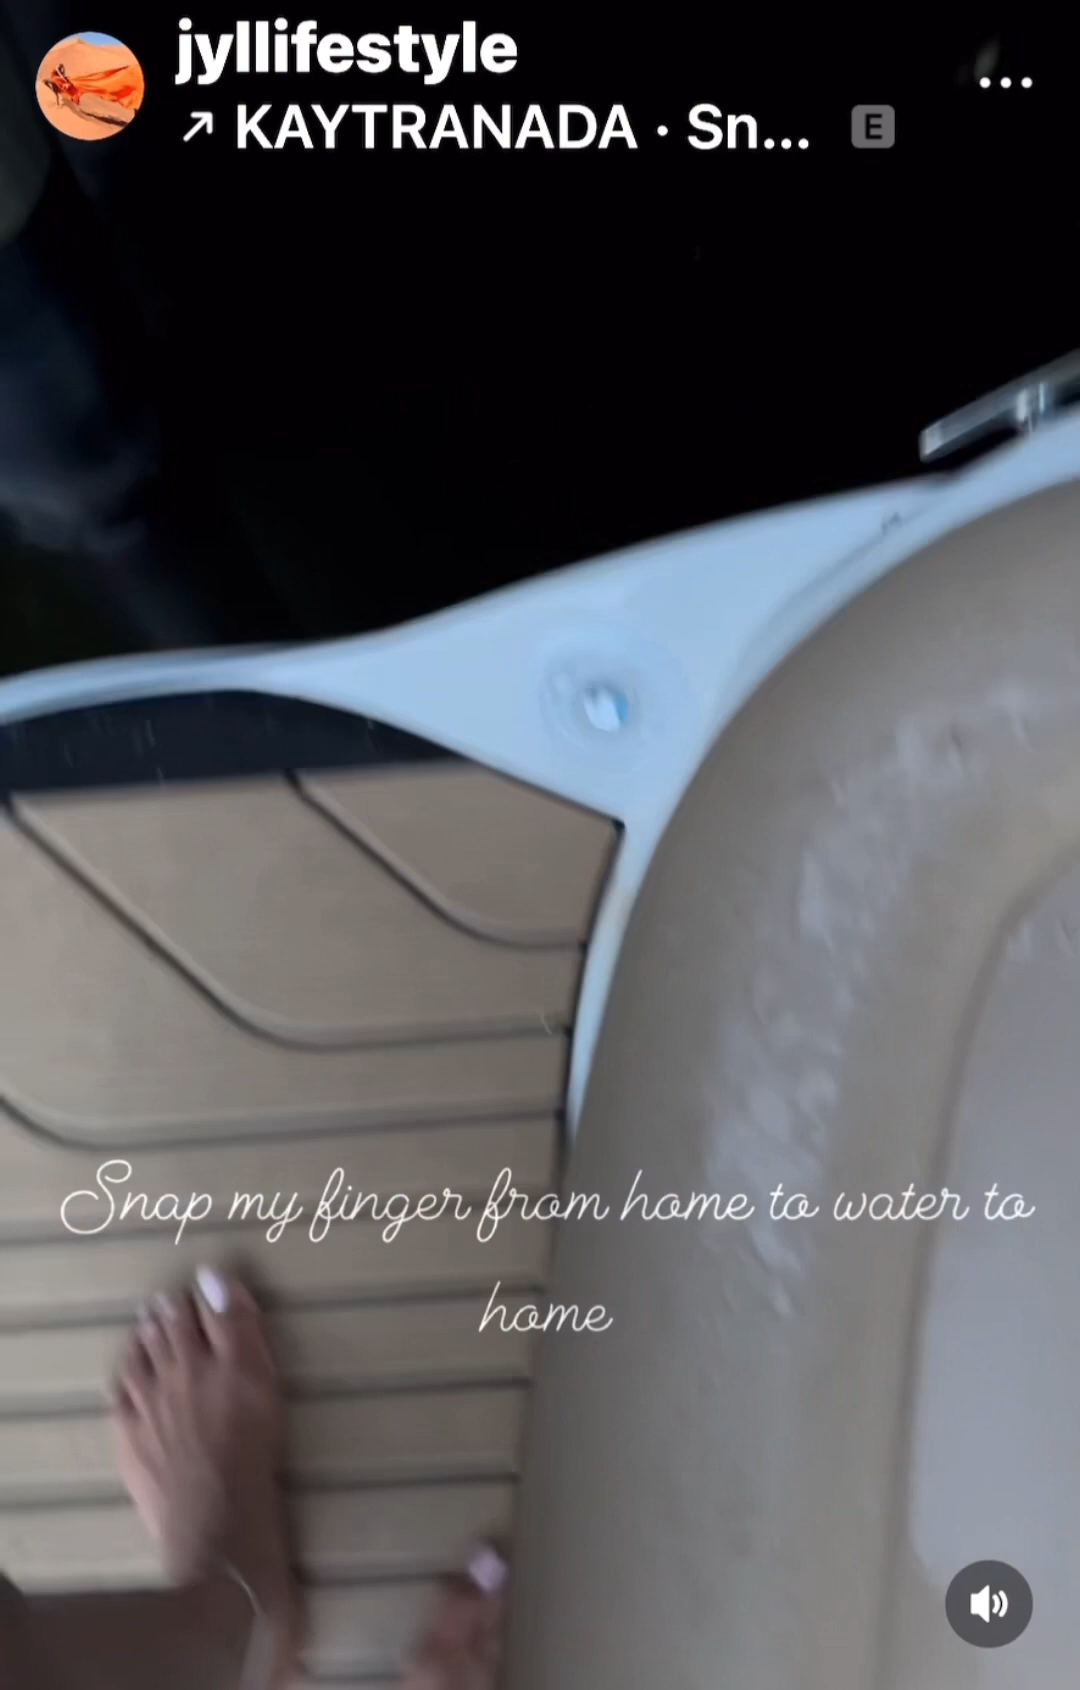 jyllifestyle
↗ KAYTRANADA · Sn... E
Snap my finger from home to water to
home